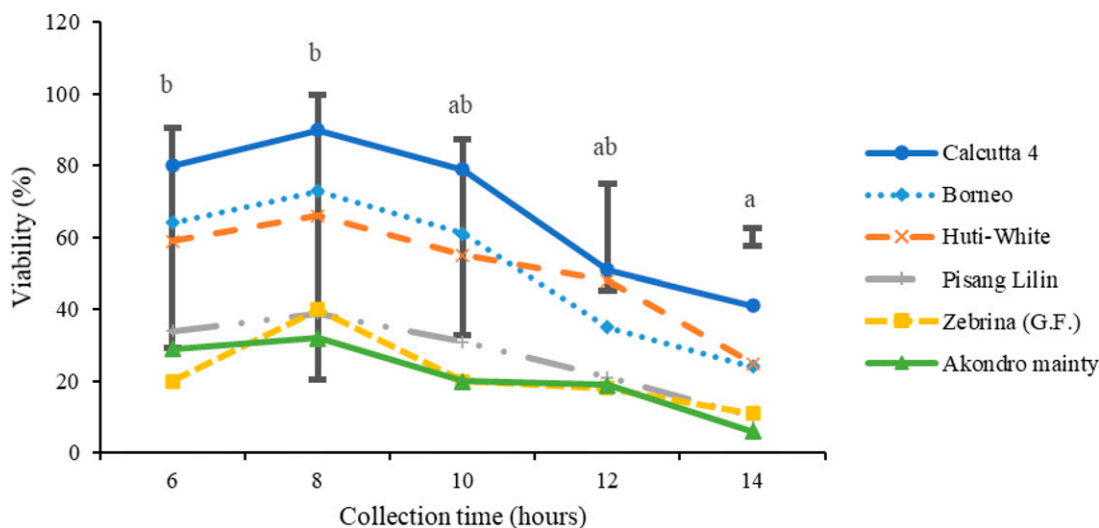 120
100
80
60
40
20
0
Viability (%)
b
b
ab
ab
a
6
8
10
12
14
Collection time (hours)
Calcutta 4
Borneo
Huti-White
Pisang Lilin
Zebrina (G.F.)
Akondro mainty